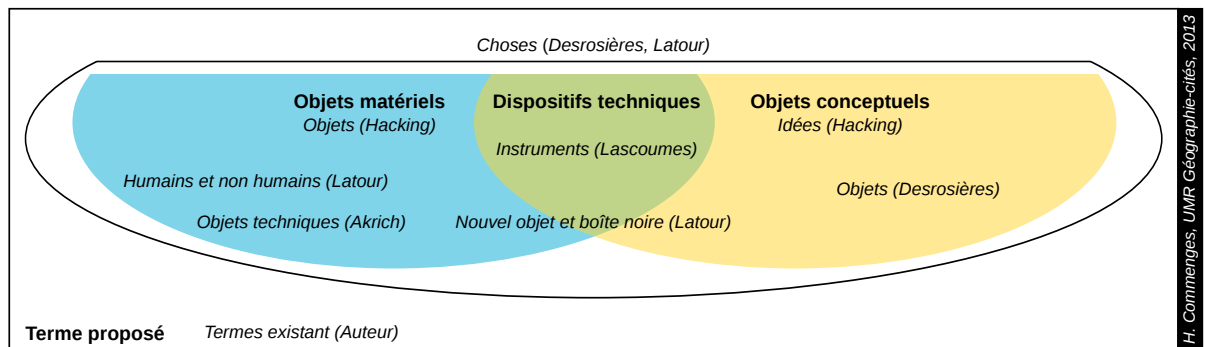 Choses (Desrosières, Latour)
Objets matériels
Objets (Hacking)
Dispositifs techniques
Objets conceptuels
Idées (Hacking)
Instruments (Lascoumes)
Humains et non humains (Latour)
Objets (Desrosières)
Objets techniques (Akrich)
Nouvel objet et boîte noire (Latour)
Terme proposé
Termes existant (Auteur)
H. Commenges, UMR Géographie-cités, 2013